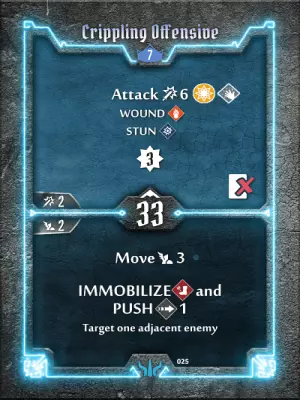 Crippling Offensive
7
Attack 6
WOUND
STUN
3
2
33
2
Move 3
IMMOBILIZE and
PUSH 1
Target one adjacent enemy
025